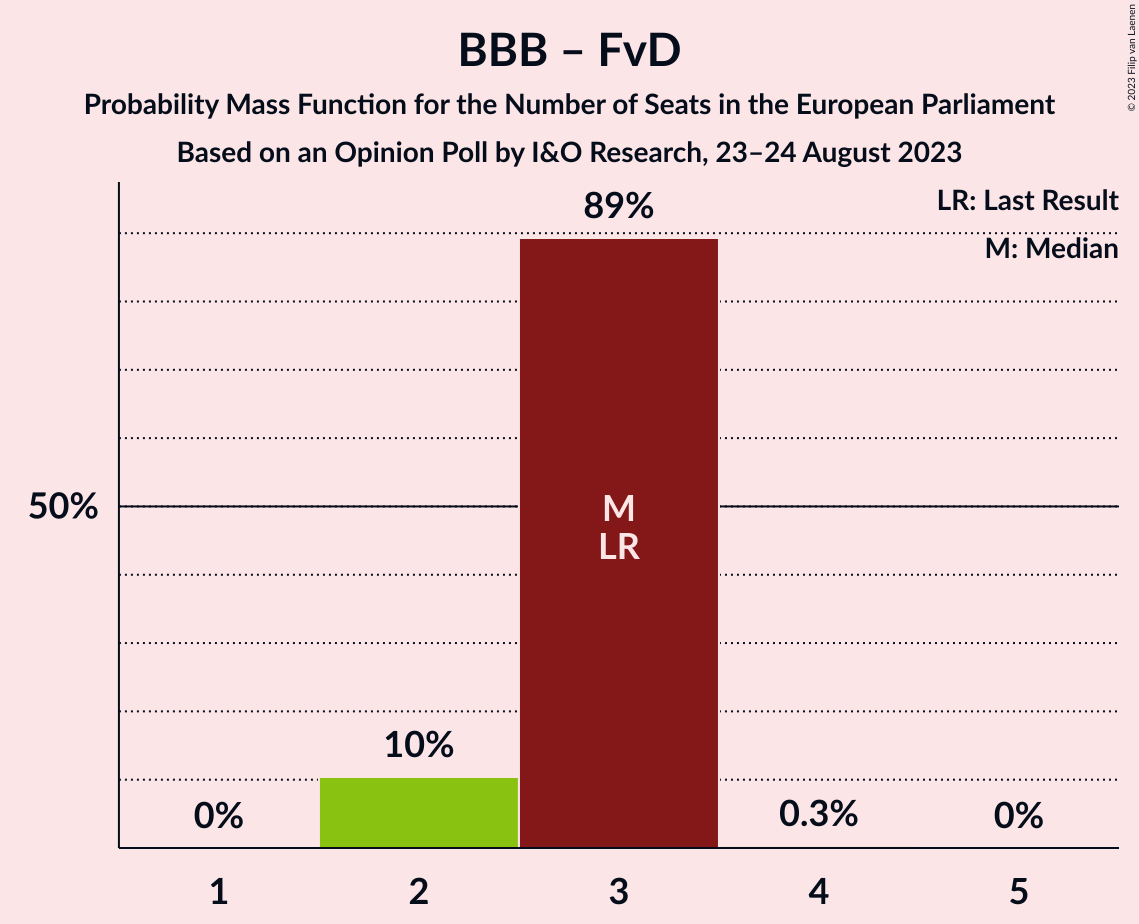 BBB – FvD
Probability Mass Function for the Number of Seats in the European Parliament
Based on an Opinion Poll by I&O Research, 23–24 August 2023
© 2023 Filip van Laenen
LR: Last Result
M: Median
89%
50%
M
LR
10%
0%
0.3%
0%
1 2 3 4 5